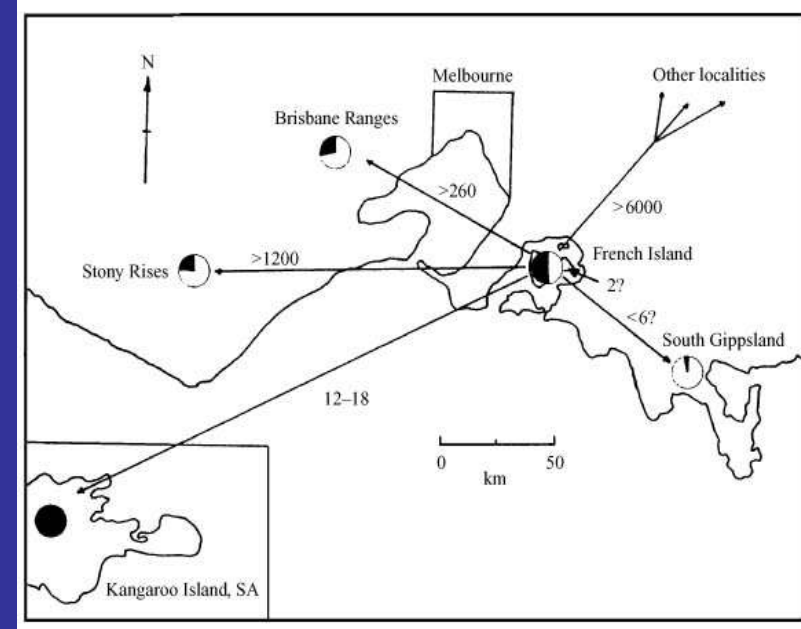 N
Melbourne
Other localities
Brisbane Ranges
>260
>6000
French Island
Stony Rises
>1200
2?
<6?
South Gippsland
12–18
0 50
km
Kangaroo Island, SA